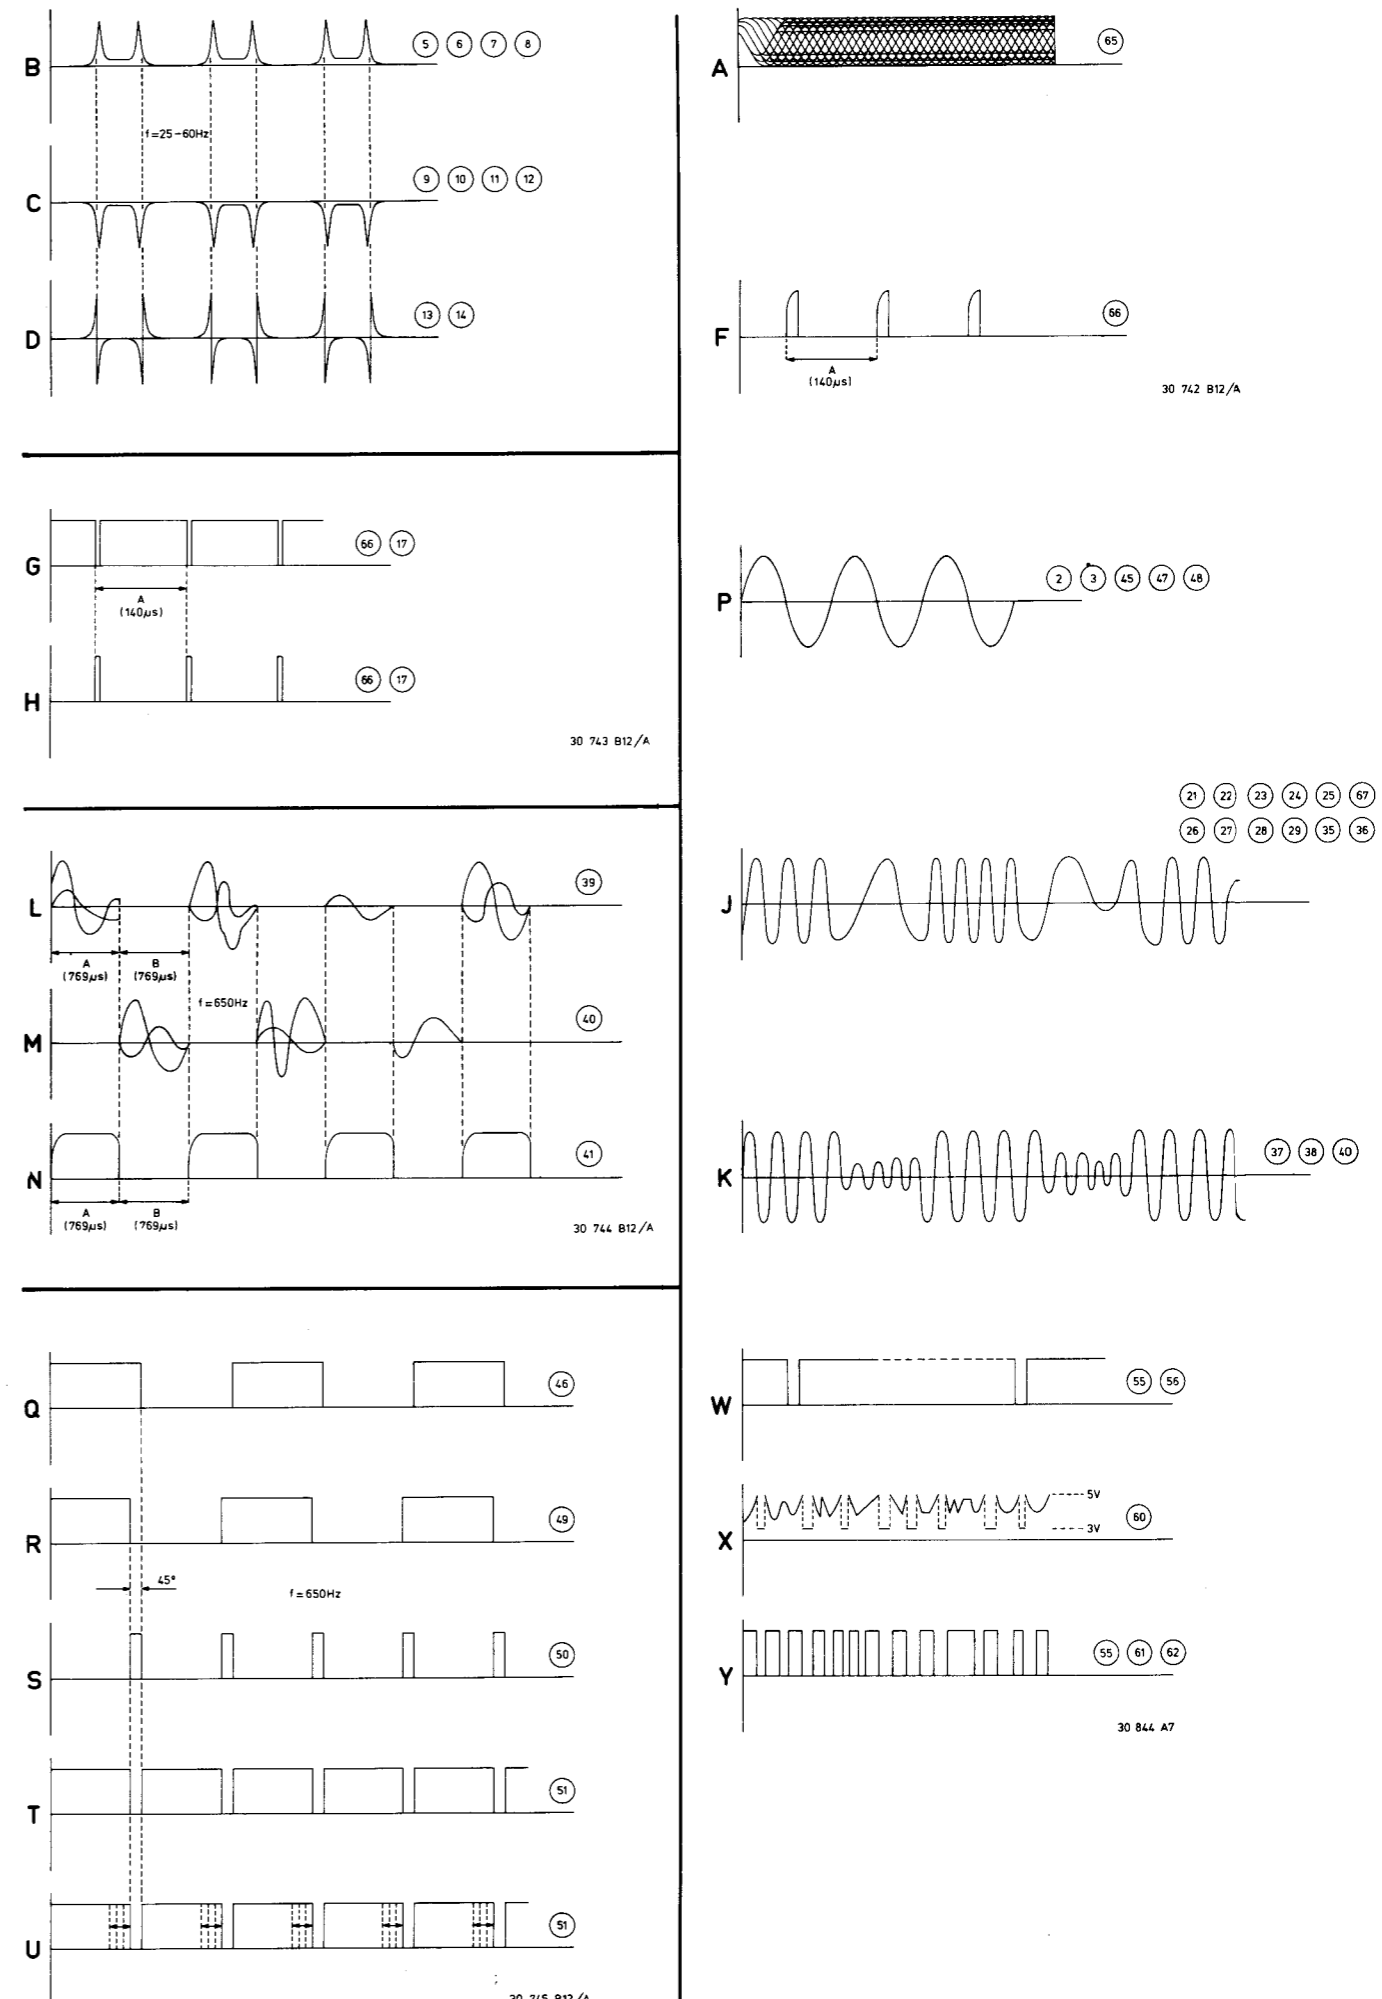 B
5 6 7 8
f=25-60Hz
C
9 10 11 12
D
13 14
G
66 17
A
(140µs)
H
66 17
30 743 B12/A
L
39
A
(769µs)
B
(769µs)
f=650Hz
M
40
N
41
A
(769µs)
B
(769µs)
30 744 B12/A
Q
46
R
49
45°
f=650Hz
S
50
T
51
U
51
30 745 B12/A
A
65
F
66
A
(140µs)
30 742 B12/A
P
2 3 45 47 48
21 22 23 24 25 67
26 27 28 29 35 36
J
K
37 38 40
W
55 56
5V
X
60
3V
Y
55 61 62
30 844 A7